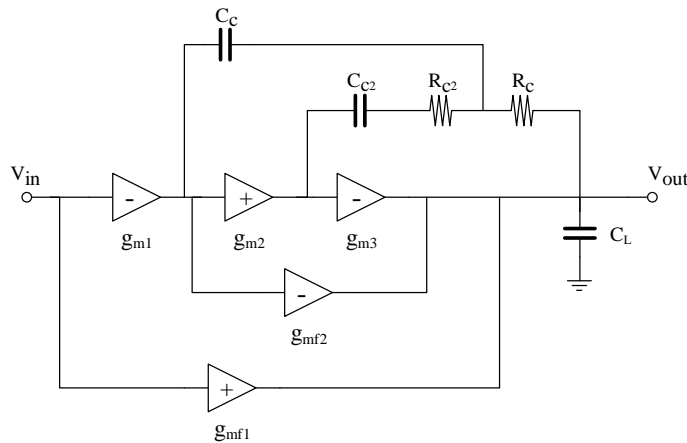 Cc
Cc2 Rc2 Rc
Vin - + - Vout
gm1 gm2 gm3 CL
-
gmf2
+
gmf1